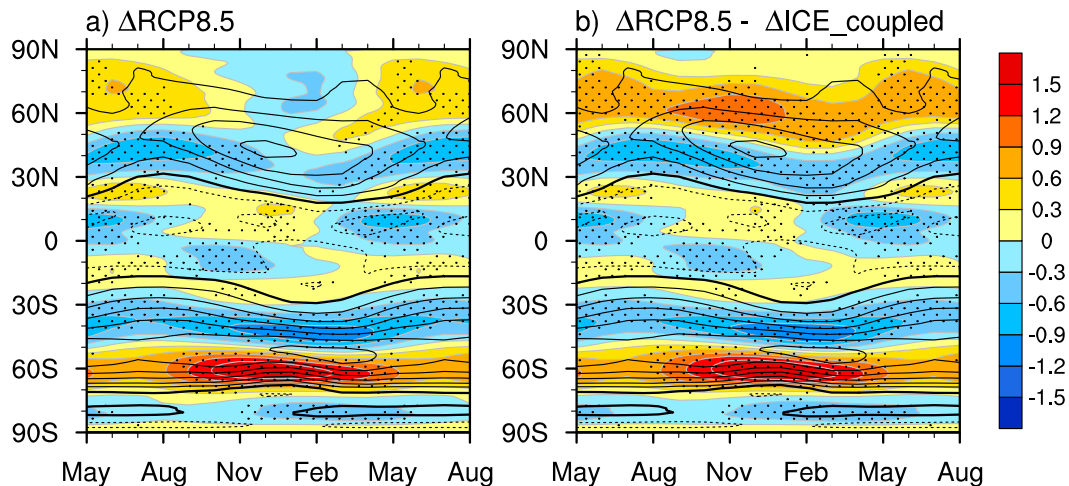 a) ΔRCP8.5
b) ΔRCP8.5 - ΔICE_coupled
90N
60N
30N
0
30S
60S
90S
May Aug Nov Feb May Aug
90N
60N
30N
0
30S
60S
90S
May Aug Nov Feb May Aug
1.5
1.2
0.9
0.6
0.3
0
-0.3
-0.6
-0.9
-1.2
-1.5